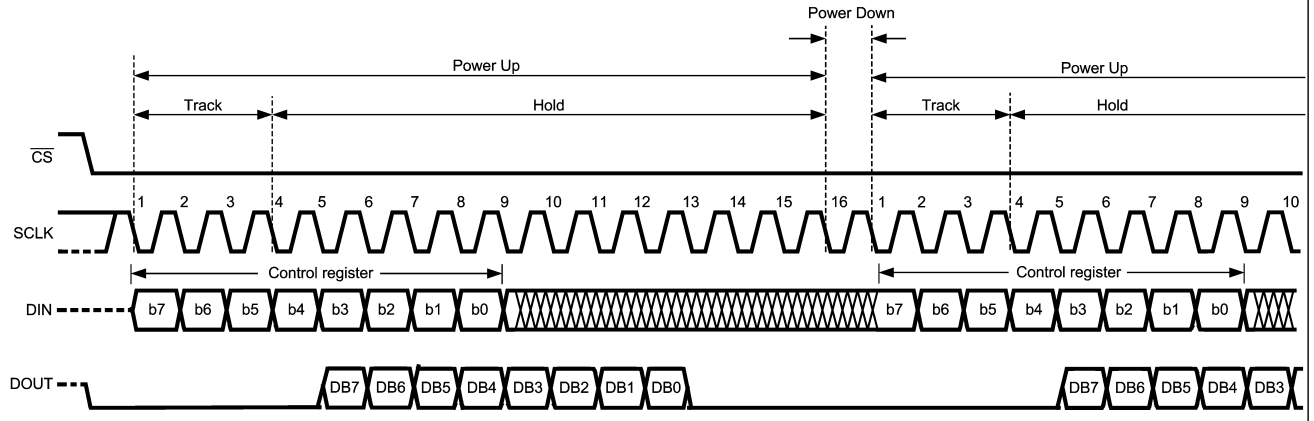 Power Down
Power Up Power Up
Track Hold Track Hold
CS
1 2 3 4 5 6 7 8 9 10 11 12 13 14 15 16 1 2 3 4 5 6 7 8 9 10
SCLK
Control register Control register
DIN b7 b6 b5 b4 b3 b2 b1 b0 b7 b6 b5 b4 b3 b2 b1 b0
DOUT DB7 DB6 DB5 DB4 DB3 DB2 DB1 DB0 DB7 DB6 DB5 DB4 DB3